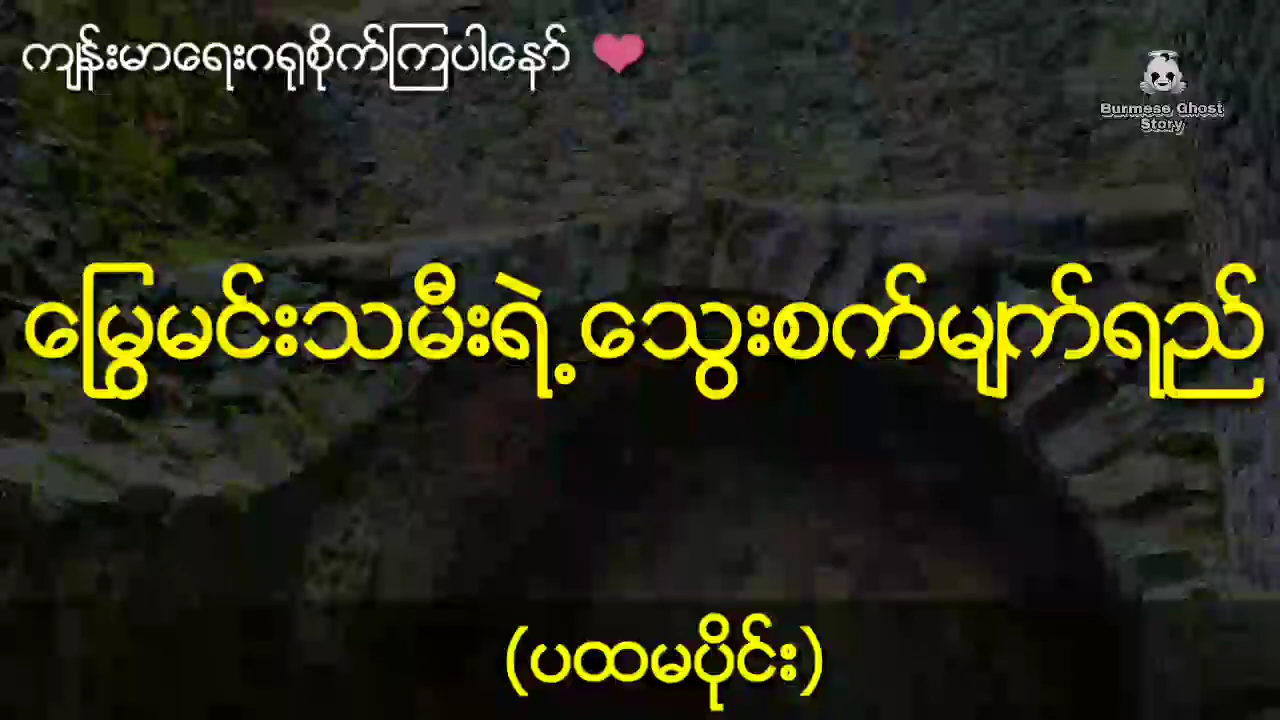 ကျန်းမာရေးဂရုစိုက်ကြပါနော် ❤
Burmese Ghost
Story
မြွေမင်းသမီးရဲ့ သွေးစက်မျက်ရည်
(ပထမပိုင်း)